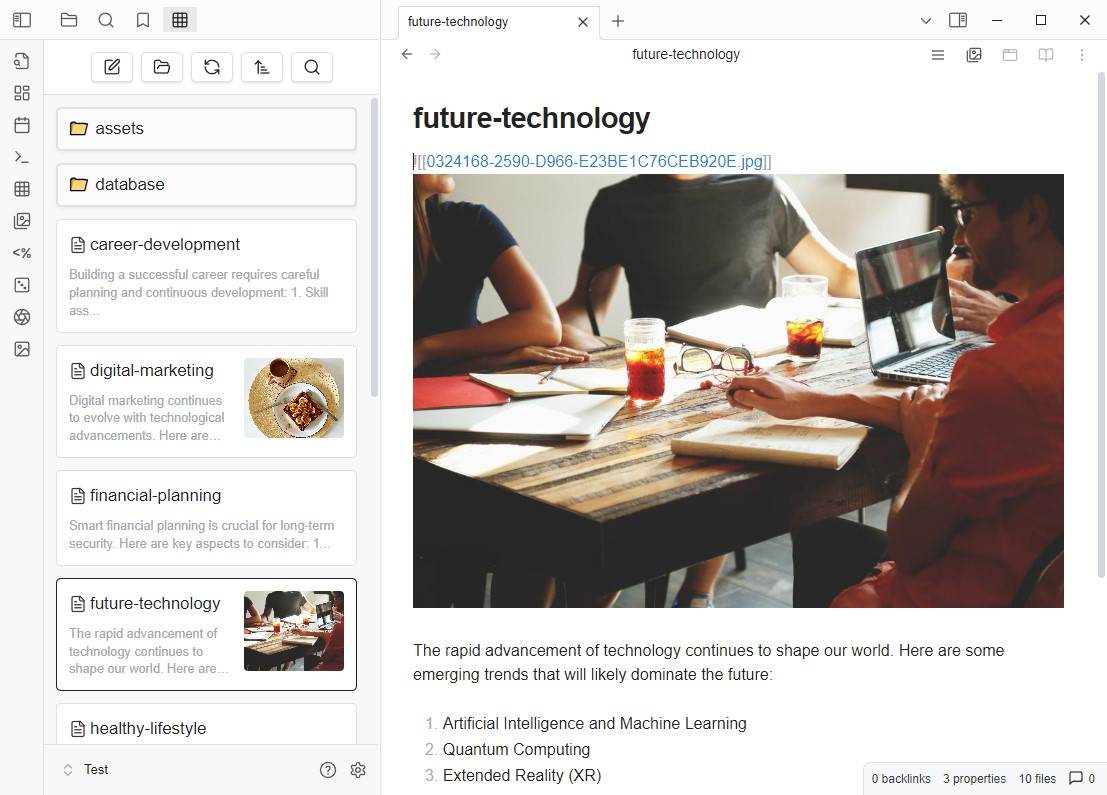 future-technology
future-technology
assets
database
career-development
Building a successful career requires careful
planning and continuous development: 1. Skill
ass...
digital-marketing
Digital marketing continues
to evolve with technological
advancements. Here are...
financial-planning
Smart financial planning is crucial for long-term
security. Here are key aspects to consider: 1...
future-technology
The rapid advancement of
technology continues to
shape our world. Here are...
healthy-lifestyle
Test
<%
future-technology
![[0324168-2590-D966-E23BE1C76CEB920E.jpg]]
The rapid advancement of technology continues to shape our world. Here are some
emerging trends that will likely dominate the future:
1. Artificial Intelligence and Machine Learning
2. Quantum Computing
3. Extended Reality (XR)
0 backlinks 3 properties 10 files 0